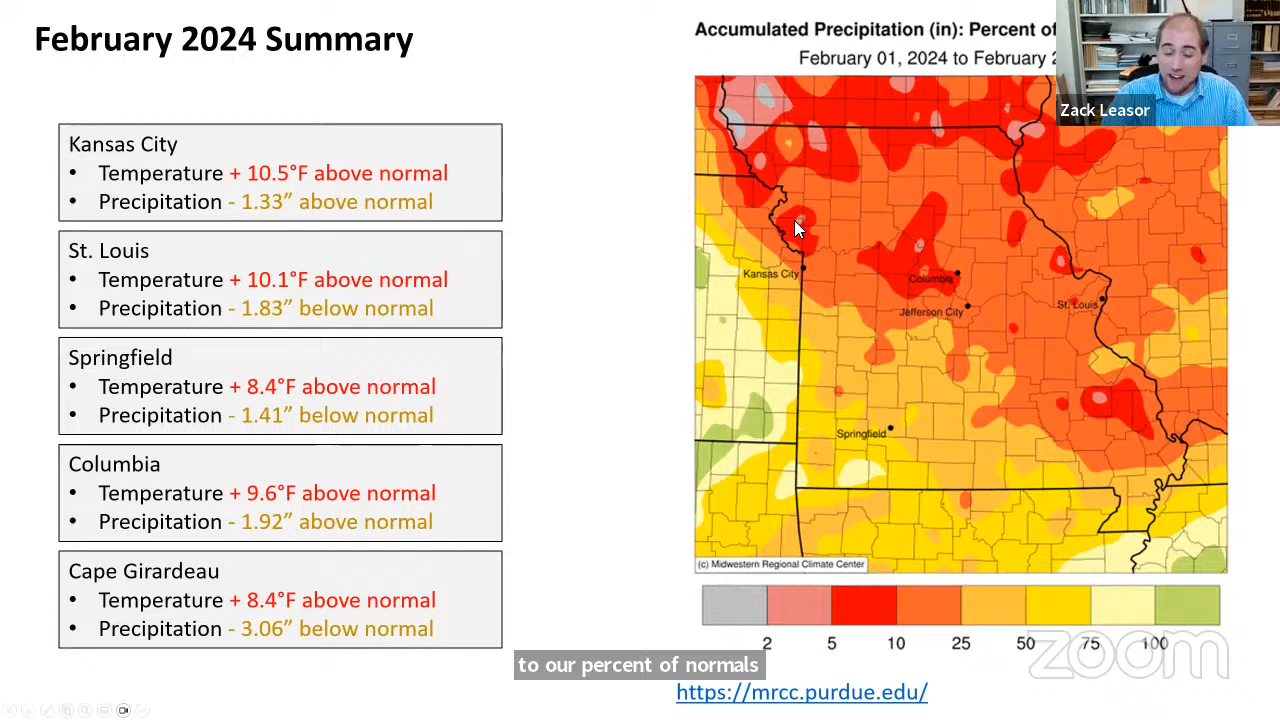 February 2024 Summary
Kansas City
• Temperature + 10.5°F above normal
• Precipitation - 1.33” above normal
St. Louis
• Temperature + 10.1°F above normal
• Precipitation - 1.83” below normal
Springfield
• Temperature + 8.4°F above normal
• Precipitation - 1.41” below normal
Columbia
• Temperature + 9.6°F above normal
• Precipitation - 1.92” above normal
Cape Girardeau
• Temperature + 8.4°F above normal
• Precipitation - 3.06” below normal
Accumulated Precipitation (in): Percent of
February 01, 2024 to February 2
Zack Leasor
Kansas City
Columbia
Jefferson City
St. Louis
Springfield
(c) Midwestern Regional Climate Center
2 5 10 25 50 75 100
zoom
to our percent of normals
https://mrcc.purdue.edu/